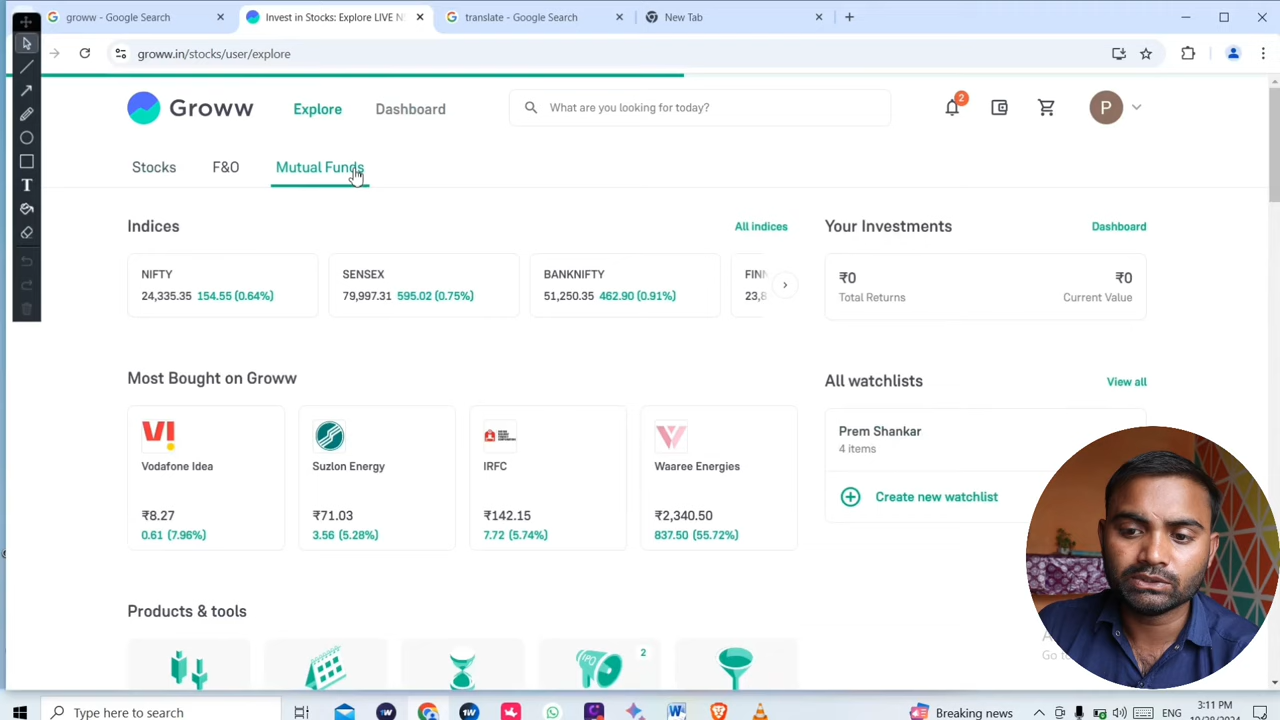 groww - Google Search
Invest in Stocks: Explore LIVE N
translate - Google Search
New Tab
groww.in/stocks/user/explore
Groww
Explore
Dashboard
What are you looking for today?
2
P
Stocks
F&O
Mutual Funds
T
Indices
All indices
NIFTY
24,335.35 154.55 (0.64%)
SENSEX
79,997.31 595.02 (0.75%)
BANKNIFTY
51,250.35 462.90 (0.91%)
Your Investments
Dashboard
₹0
Total Returns
₹0
Current Value
Most Bought on Groww
Vodafone Idea
₹8.27
0.61 (7.96%)
Suzlon Energy
₹71.03
3.56 (5.28%)
IRFC
₹142.15
7.72 (5.74%)
Waaree Energies
₹2,340.50
837.50 (55.72%)
All watchlists
View all
Prem Shankar
4 items
Create new watchlist
Products & tools
IPO
2
Type here to search
Breaking news
ENG
3:11 PM